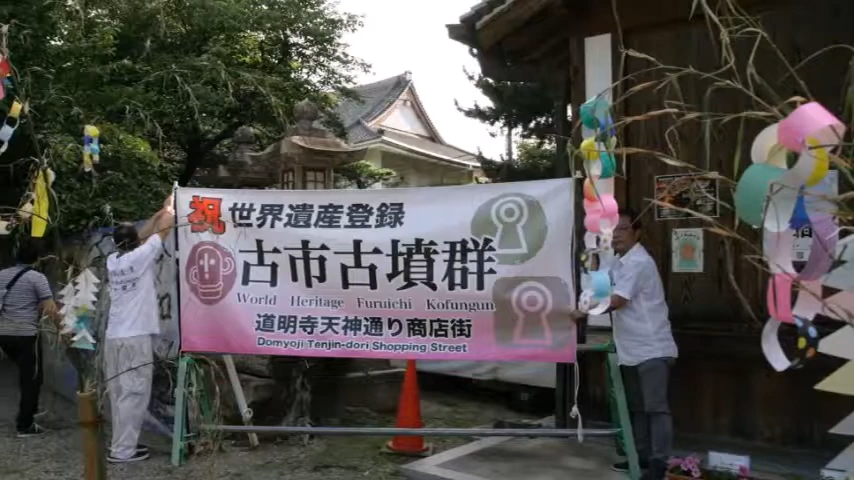 祝 世界遺産登録
古市古墳群
World Heritage Furuichi Kofungun
道明寺天神通り商店街
Domyoji Tenjin-dori Shopping Street